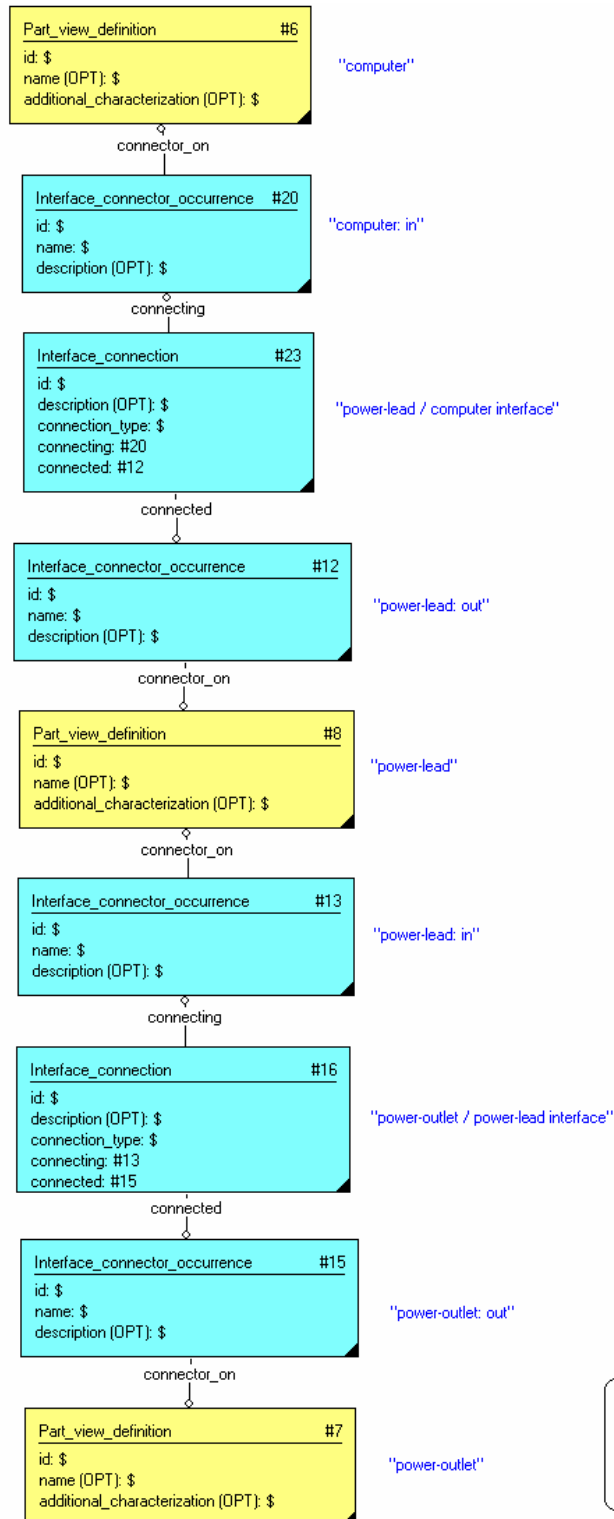 Part_view_definition #6
id: $
name (OPT): $
additional_characterization (OPT): $
"computer"
connector_on
Interface_connector_occurrence #20
id: $
name: $
description (OPT): $
"computer: in"
connecting
Interface_connection #23
id: $
description (OPT): $
connection_type: $
connecting: #20
connected: #12
"power-lead / computer interface"
connected
Interface_connector_occurrence #12
id: $
name: $
description (OPT): $
"power-lead: out"
connector_on
Part_view_definition #8
id: $
name (OPT): $
additional_characterization (OPT): $
"power-lead"
connector_on
Interface_connector_occurrence #13
id: $
name: $
description (OPT): $
"power-lead: in"
connecting
Interface_connection #16
id: $
description (OPT): $
connection_type: $
connecting: #13
connected: #15
"power-outlet / power-lead interface"
connected
Interface_connector_occurrence #15
id: $
name: $
description (OPT): $
"power-outlet: out"
connector_on
Part_view_definition #7
id: $
name (OPT): $
additional_characterization (OPT): $
"power-outlet"